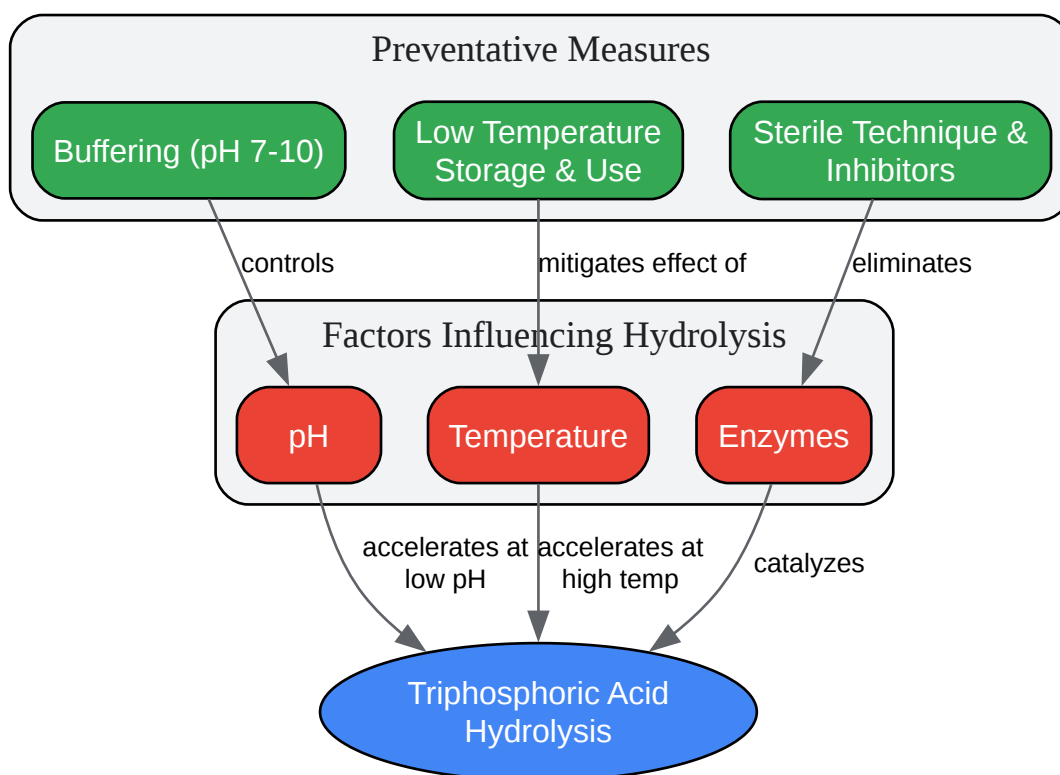 Preventative Measures
Buffering (pH 7-10)
Low Temperature
Storage & Use
Sterile Technique &
Inhibitors
controls
mitigates effect of
eliminates
Factors Influencing Hydrolysis
pH
Temperature
Enzymes
accelerates at
low pH
accelerates at
high temp
catalyzes
Triphosphoric Acid
Hydrolysis